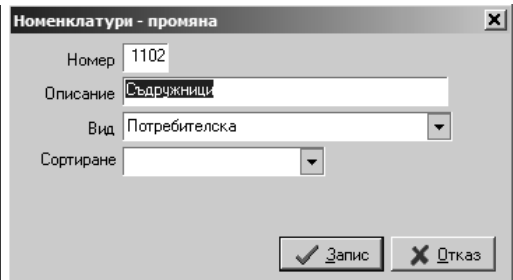 Номенклатури - промяна
Номер 1102
Описание Съдружници
Вид Потребителска
Сортиране
Запис Отказ